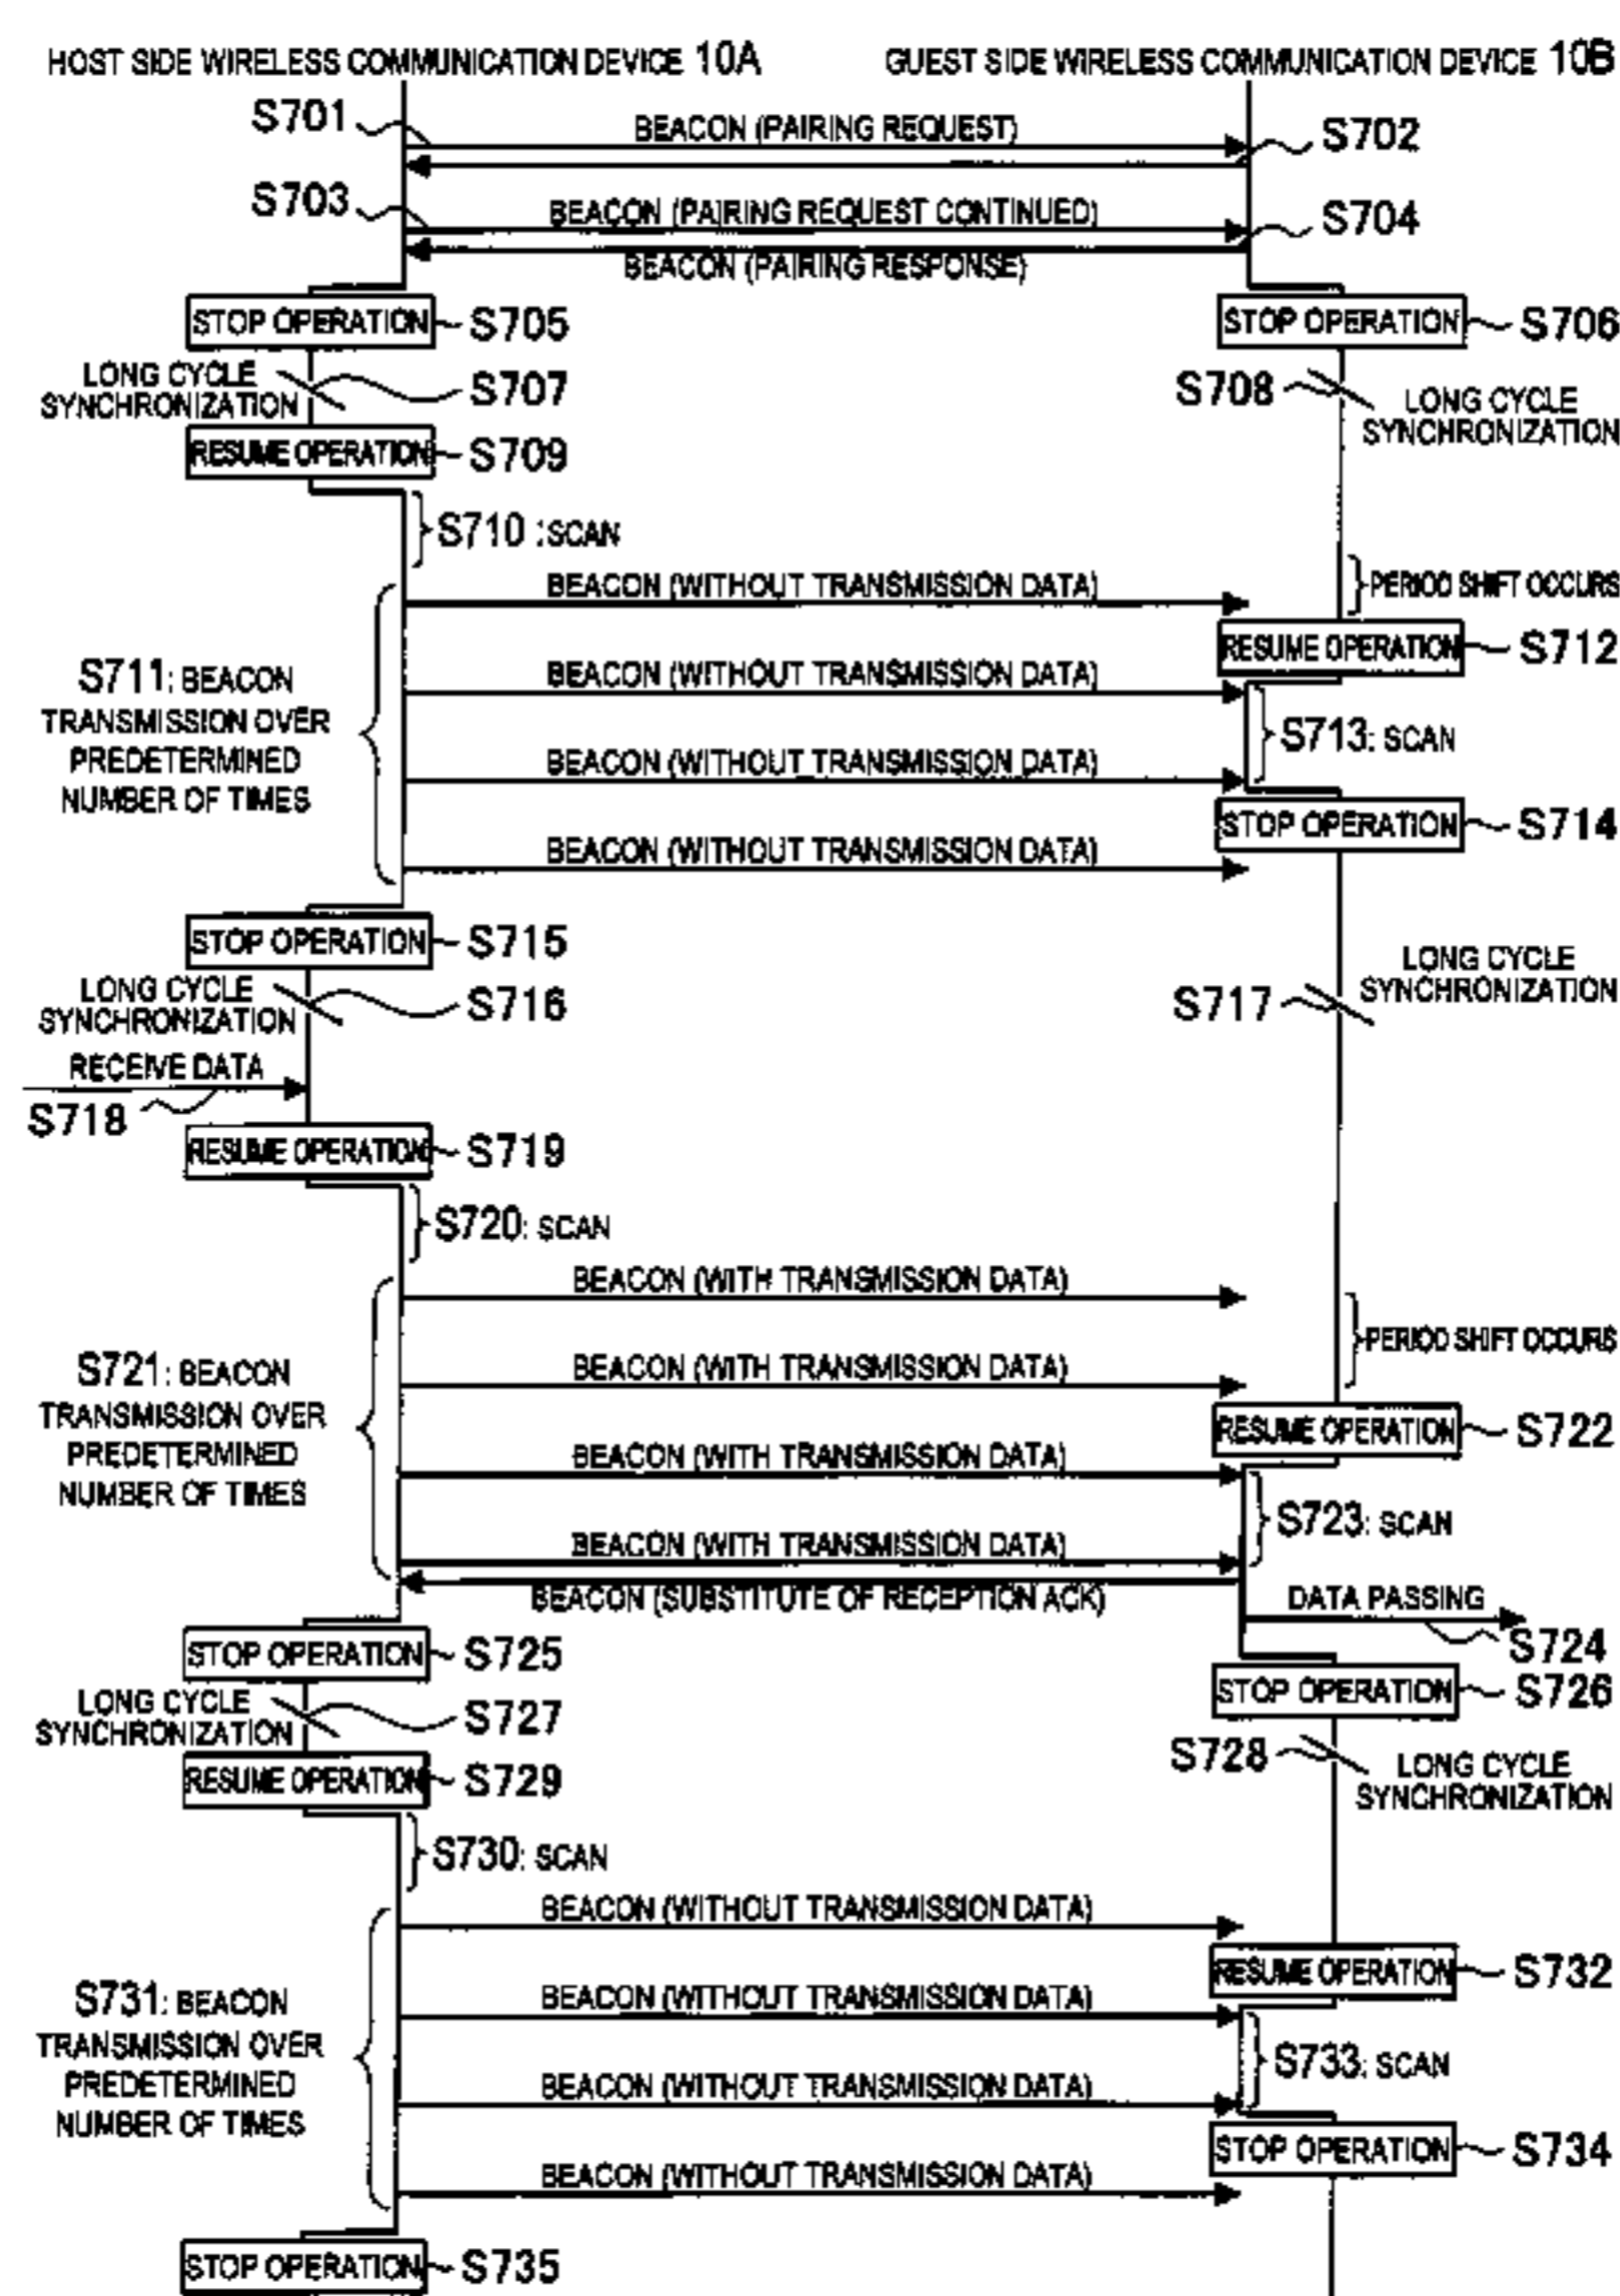 HOST SIDE WIRELESS COMMUNICATION DEVICE 10A
GUEST SIDE WIRELESS COMMUNICATION DEVICE 10B
S701
BEACON (PAIRING REQUEST)
S702
S703
BEACON (PAIRING REQUEST CONTINUED)
S704
BEACON (PAIRING RESPONSE)
STOP OPERATION
S705
STOP OPERATION
S706
LONG CYCLE
SYNCHRONIZATION
S707
S708
LONG CYCLE
SYNCHRONIZATION
RESUME OPERATION
S709
S710 : SCAN
BEACON (WITHOUT TRANSMISSION DATA)
PERIOD SHIFT OCCURS
RESUME OPERATION
S712
S711: BEACON
TRANSMISSION OVER
PREDETERMINED
NUMBER OF TIMES
BEACON (WITHOUT TRANSMISSION DATA)
S713: SCAN
BEACON (WITHOUT TRANSMISSION DATA)
STOP OPERATION
S714
BEACON (WITHOUT TRANSMISSION DATA)
STOP OPERATION
S715
LONG CYCLE
SYNCHRONIZATION
S716
S717
LONG CYCLE
SYNCHRONIZATION
RECEIVE DATA
S718
RESUME OPERATION
S719
S720: SCAN
BEACON (WITH TRANSMISSION DATA)
PERIOD SHIFT OCCURS
S721: BEACON
TRANSMISSION OVER
PREDETERMINED
NUMBER OF TIMES
BEACON (WITH TRANSMISSION DATA)
RESUME OPERATION
S722
BEACON (WITH TRANSMISSION DATA)
S723: SCAN
BEACON (WITH TRANSMISSION DATA)
BEACON (SUBSTITUTE OF RECEPTION ACK)
DATA PASSING
S724
STOP OPERATION
S725
STOP OPERATION
S726
LONG CYCLE
SYNCHRONIZATION
S727
S728
LONG CYCLE
SYNCHRONIZATION
RESUME OPERATION
S729
S730: SCAN
BEACON (WITHOUT TRANSMISSION DATA)
RESUME OPERATION
S732
S731: BEACON
TRANSMISSION OVER
PREDETERMINED
NUMBER OF TIMES
BEACON (WITHOUT TRANSMISSION DATA)
S733: SCAN
BEACON (WITHOUT TRANSMISSION DATA)
STOP OPERATION
S734
BEACON (WITHOUT TRANSMISSION DATA)
STOP OPERATION
S735